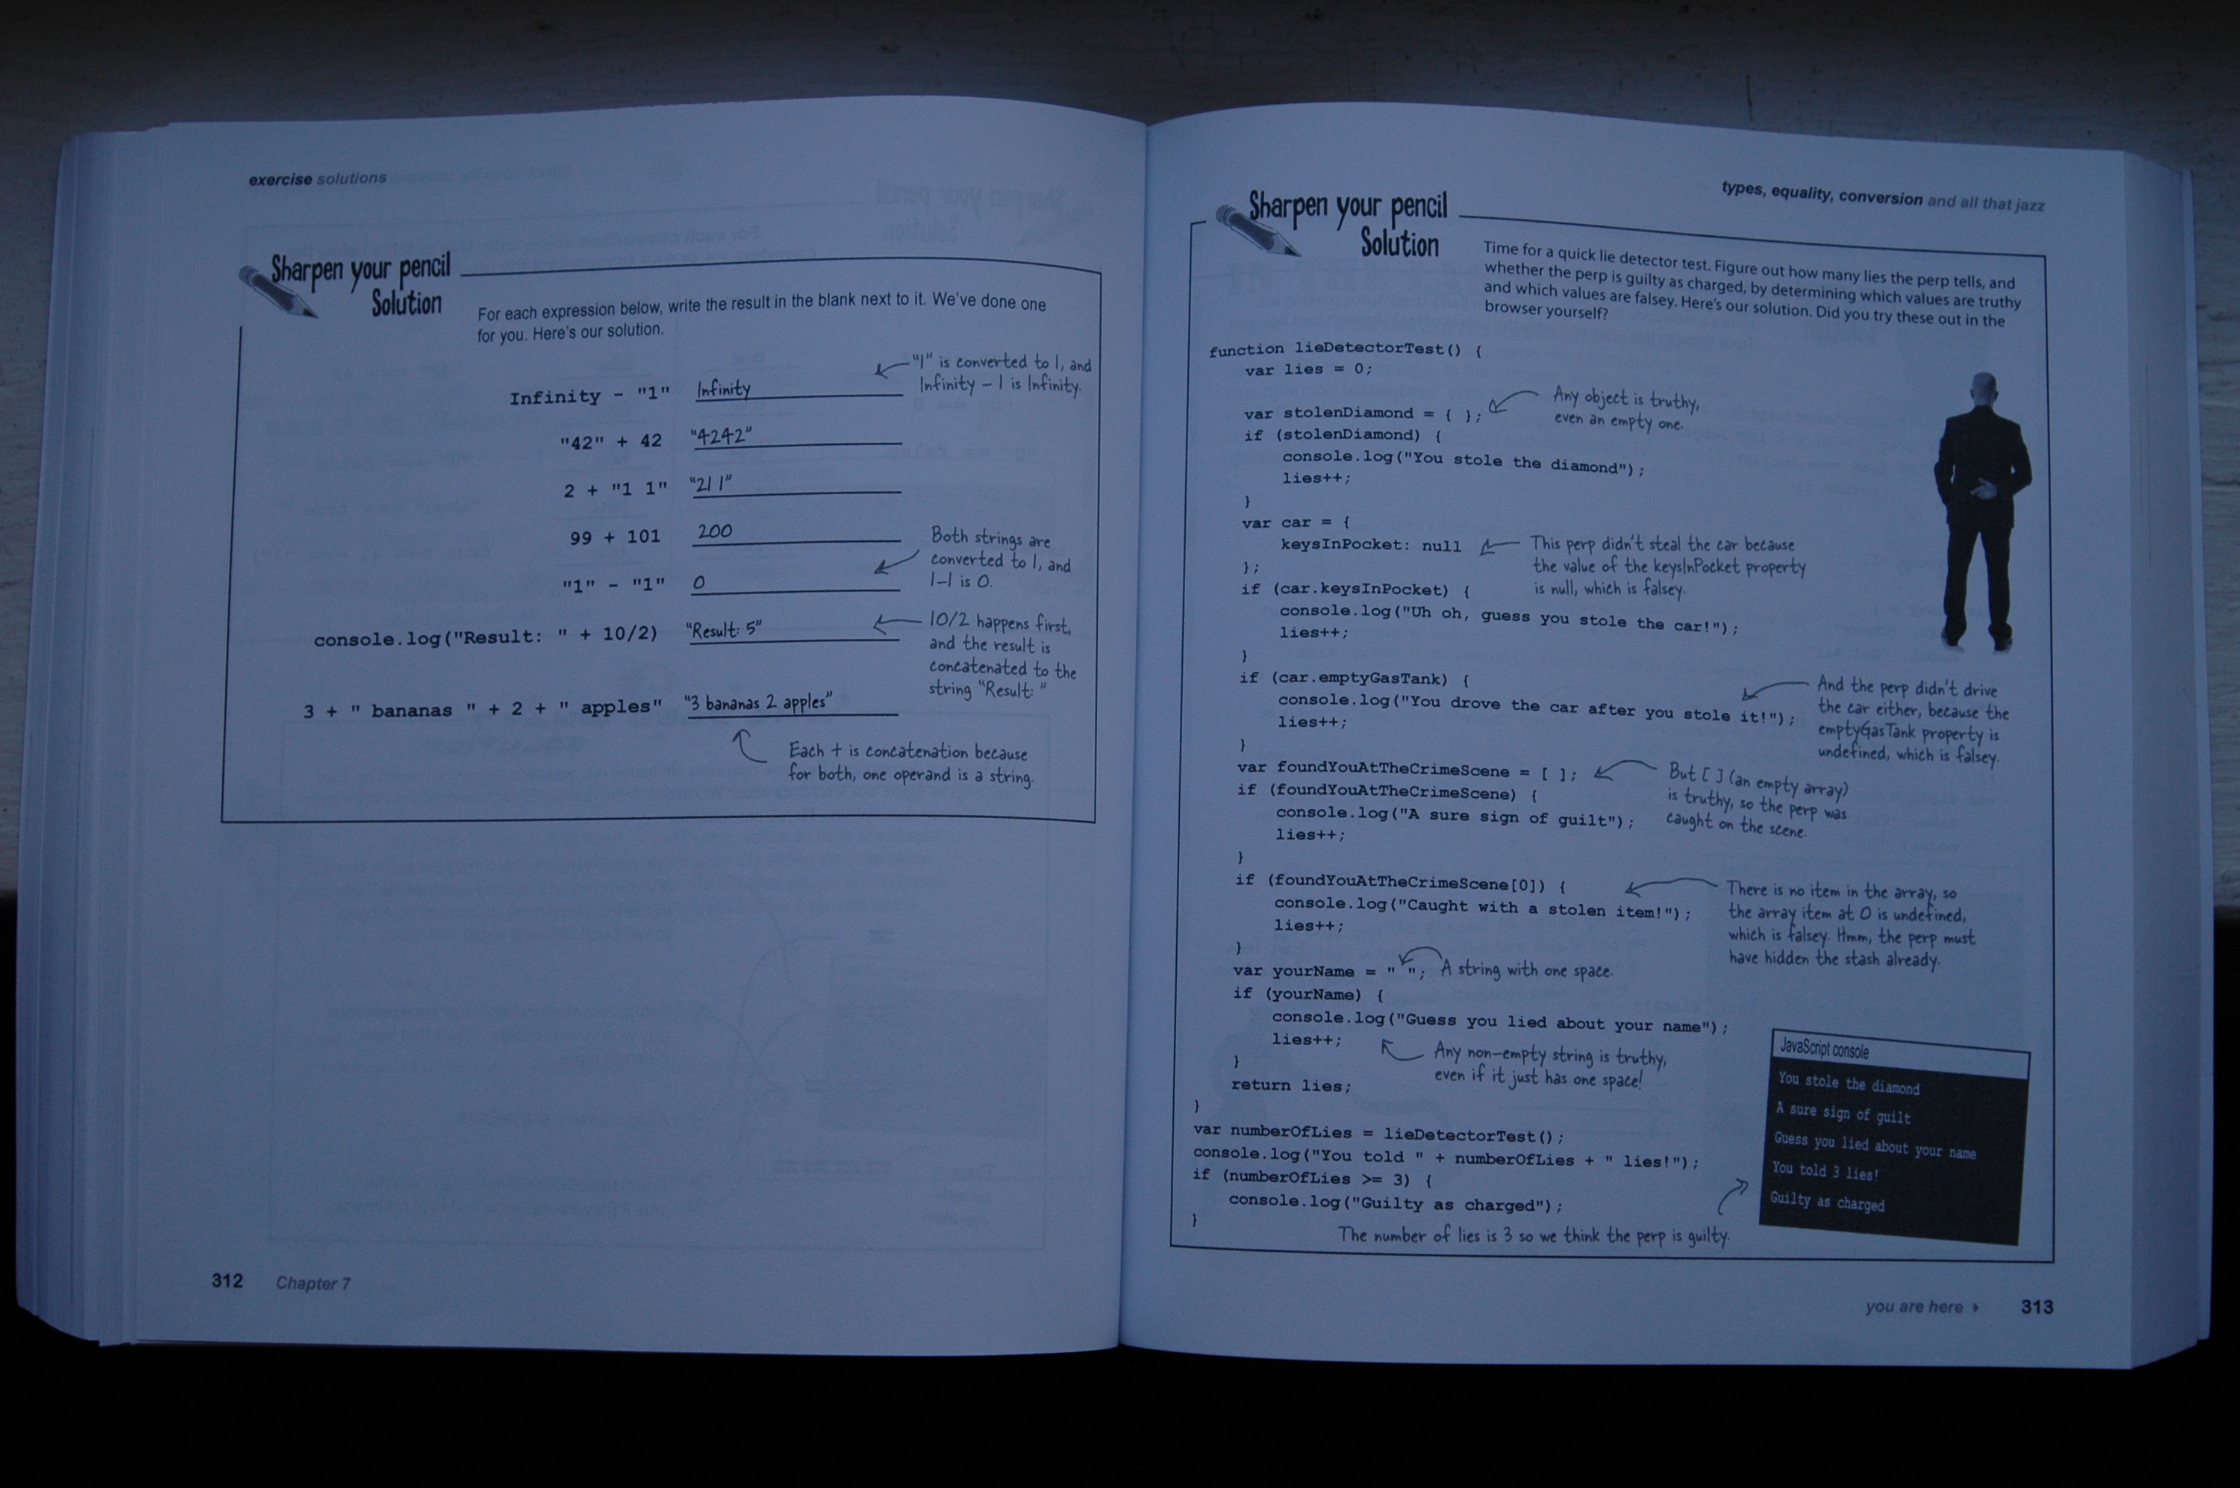 exercise solutions
Sharpen your pencil
Solution
For each expression below, write the result in the blank next to it. We've done one
for you. Here's our solution.
Infinity - "1" Infinity
"1" is converted to 1, and
Infinity – 1 is Infinity.
"42" + 42 "4242"
2 + "1 1" "21 1"
99 + 101 200
"1" - "1" 0
Both strings are
converted to 1, and
1–1 is 0.
console.log("Result: " + 10/2) "Result: 5"
10/2 happens first,
and the result is
concatenated to the
string "Result: "
3 + " bananas " + 2 + " apples" "3 bananas 2 apples"
Each + is concatenation because
for both, one operand is a string.
312 Chapter 7
types, equality, conversion and all that jazz
Sharpen your pencil
Solution
Time for a quick lie detector test. Figure out how many lies the perp tells, and
whether the perp is guilty as charged, by determining which values are truthy
and which values are falsey. Here's our solution. Did you try these out in the
browser yourself?
function lieDetectorTest() {
var lies = 0;
var stolenDiamond = { };
Any object is truthy,
even an empty one.
if (stolenDiamond) {
console.log("You stole the diamond");
lies++;
}
var car = {
keysInPocket: null
This perp didn't steal the car because
the value of the keysInPocket property
is null, which is falsey.
};
if (car.keysInPocket) {
console.log("Uh oh, guess you stole the car!");
lies++;
}
if (car.emptyGasTank) {
console.log("You drove the car after you stole it!");
lies++;
}
And the perp didn't drive
the car either, because the
emptyGasTank property is
undefined, which is falsey.
var foundYouAtTheCrimeScene = [ ];
if (foundYouAtTheCrimeScene) {
console.log("A sure sign of guilt");
lies++;
}
But [ ] (an empty array)
is truthy, so the perp was
caught on the scene.
if (foundYouAtTheCrimeScene[0]) {
console.log("Caught with a stolen item!");
lies++;
}
There is no item in the array, so
the array item at 0 is undefined,
which is falsey. Hmm, the perp must
have hidden the stash already.
var yourName = " "; A string with one space.
if (yourName) {
console.log("Guess you lied about your name");
lies++;
}
Any non-empty string is truthy,
even if it just has one space!
return lies;
}
var numberOfLies = lieDetectorTest();
console.log("You told " + numberOfLies + " lies!");
if (numberOfLies >= 3) {
console.log("Guilty as charged");
}
The number of lies is 3 so we think the perp is guilty.
JavaScript console
You stole the diamond
A sure sign of guilt
Guess you lied about your name
You told 3 lies!
Guilty as charged
you are here 313